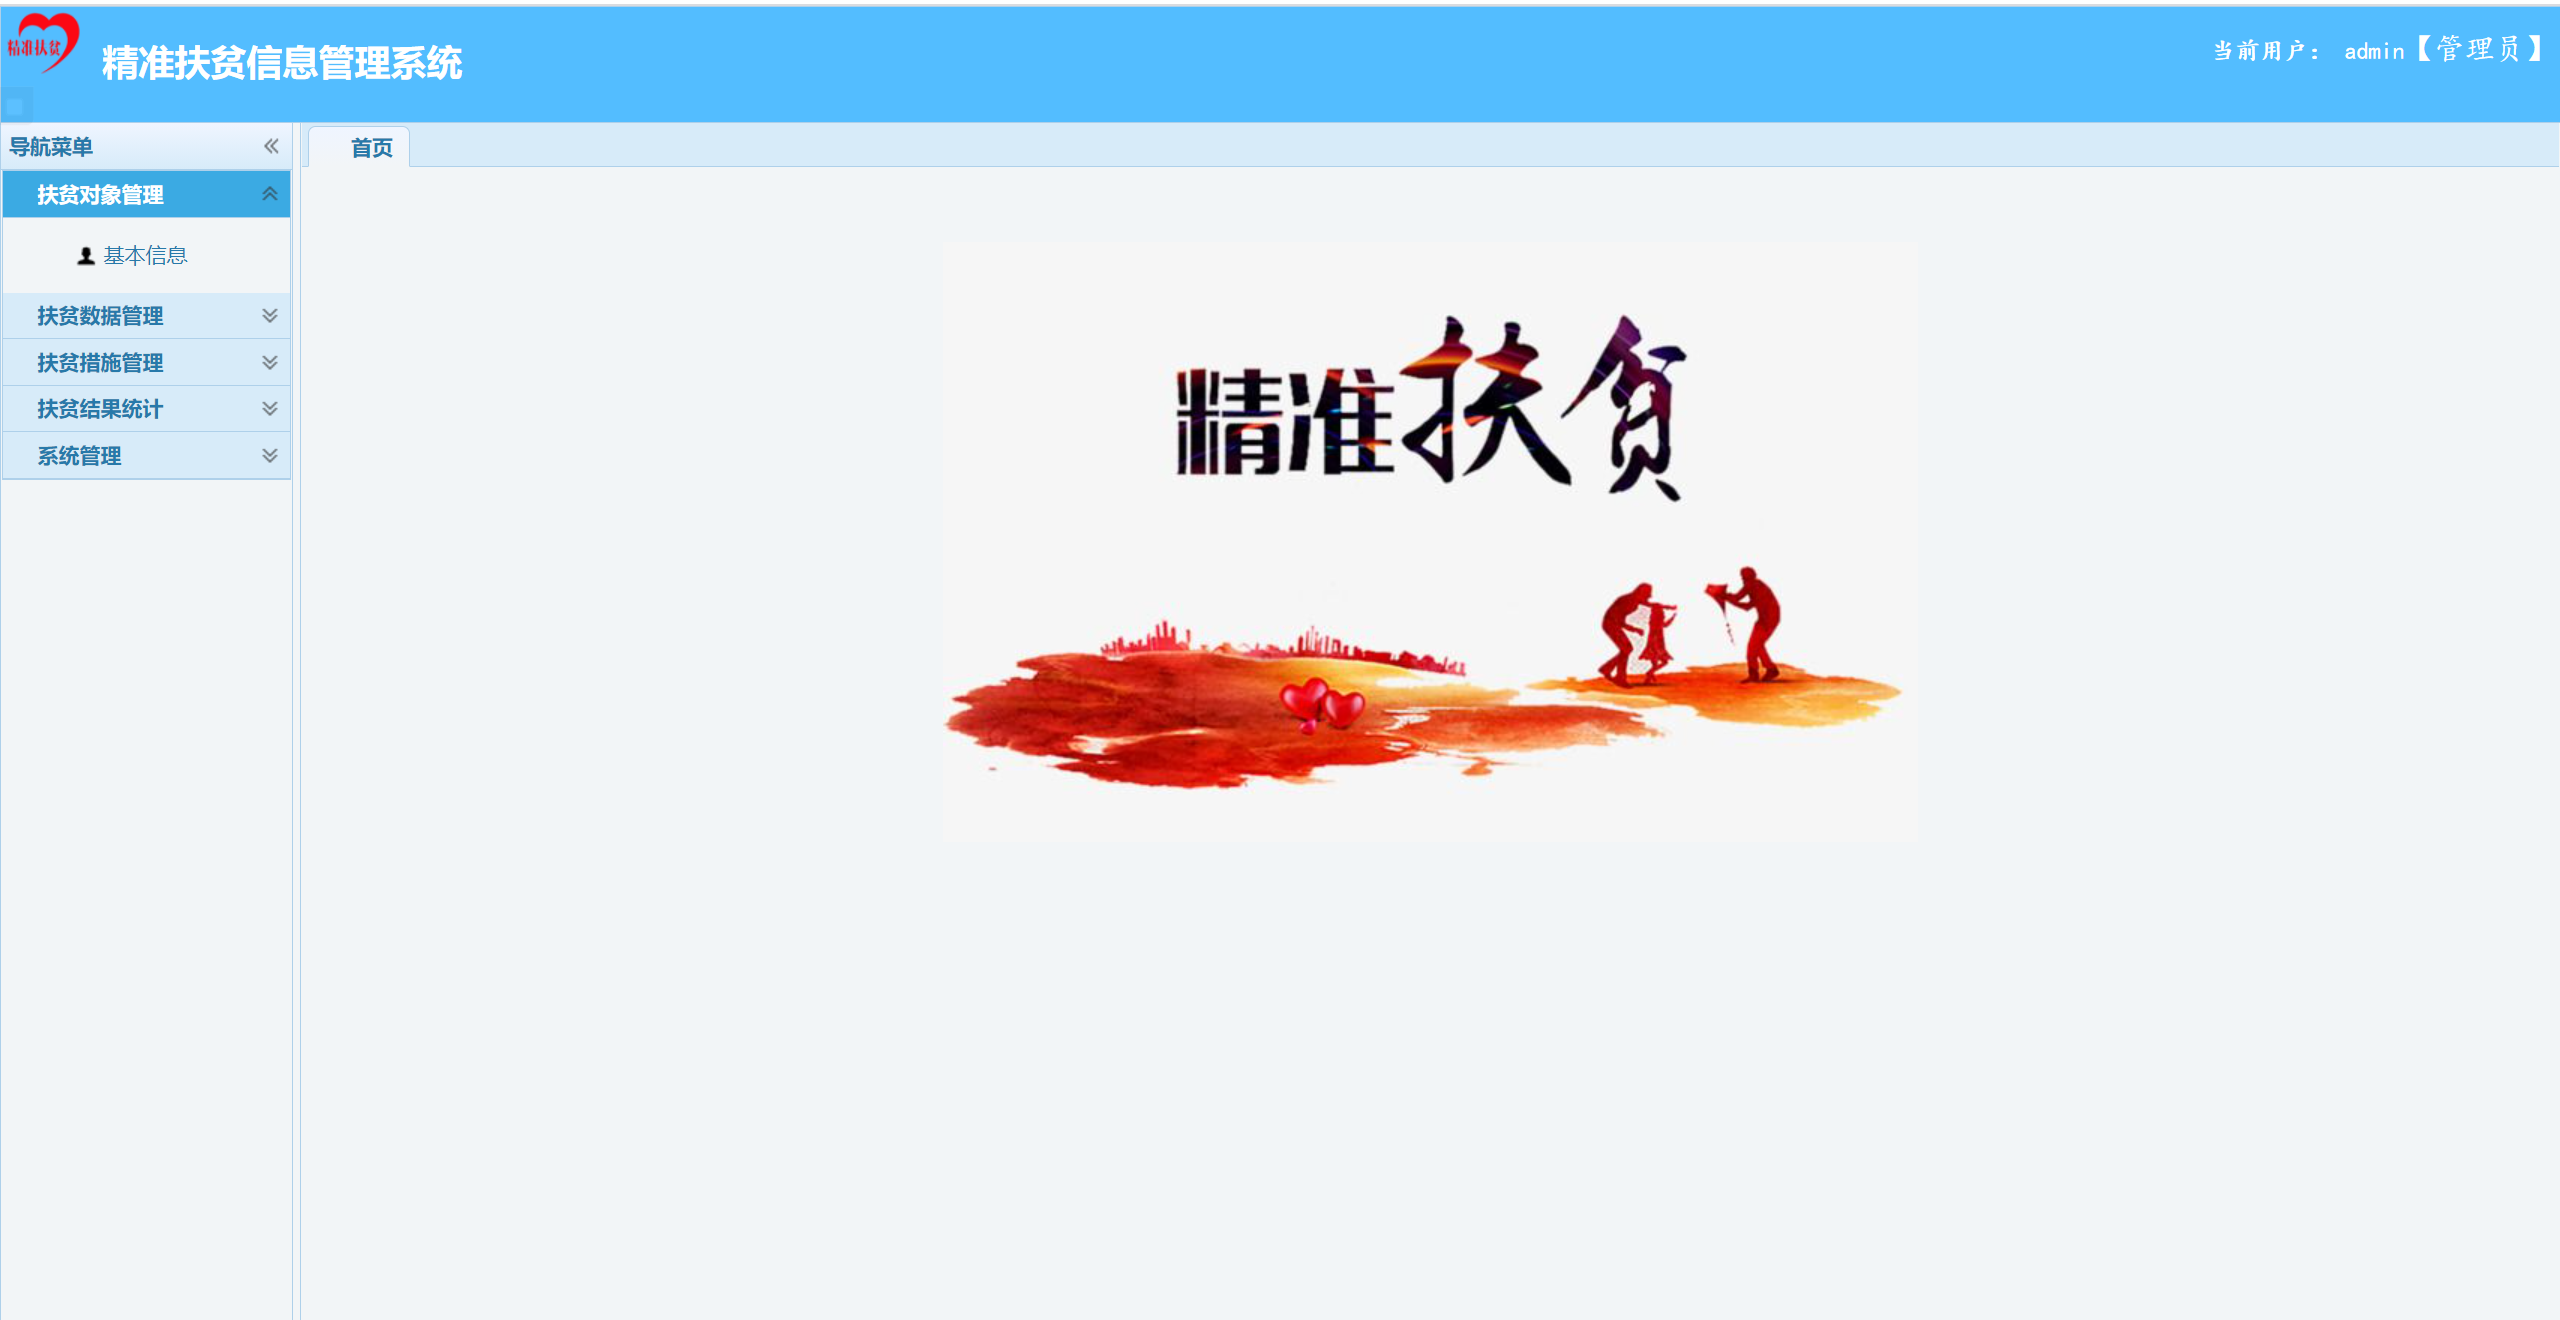 精准扶贫
精准扶贫信息管理系统
当前用户： admin【管理员】
导航菜单
首页
扶贫对象管理
基本信息
扶贫数据管理
扶贫措施管理
扶贫结果统计
系统管理
精准扶贫